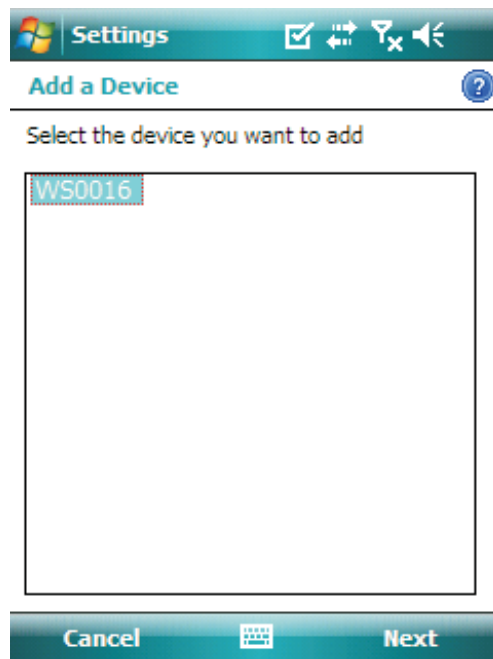 Settings
Add a Device
Select the device you want to add
WS0016
Cancel
Next